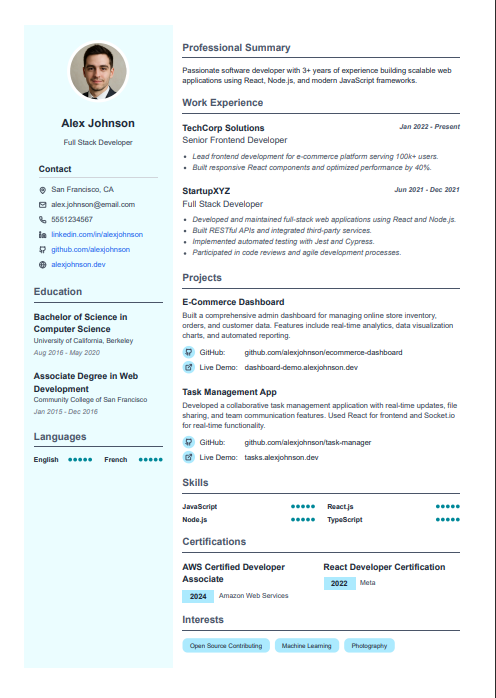 Alex Johnson
Full Stack Developer
Contact
San Francisco, CA
alex.johnson@email.com
5551234567
linkedin.com/in/alexjohnson
github.com/alexjohnson
alexjohnson.dev
Education
Bachelor of Science in
Computer Science
University of California, Berkeley
Aug 2016 - May 2020
Associate Degree in Web
Development
Community College of San Francisco
Jan 2015 - Dec 2016
Languages
English French
Professional Summary
Passionate software developer with 3+ years of experience building scalable web
applications using React, Node.js, and modern JavaScript frameworks.
Work Experience
TechCorp Solutions Jan 2022 - Present
Senior Frontend Developer
• Lead frontend development for e-commerce platform serving 100k+ users.
• Built responsive React components and optimized performance by 40%.
StartupXYZ Jun 2021 - Dec 2021
Full Stack Developer
• Developed and maintained full-stack web applications using React and Node.js.
• Built RESTful APIs and integrated third-party services.
• Implemented automated testing with Jest and Cypress.
• Participated in code reviews and agile development processes.
Projects
E-Commerce Dashboard
Built a comprehensive admin dashboard for managing online store inventory,
orders, and customer data. Features include real-time analytics, data visualization
charts, and automated reporting.
GitHub: github.com/alexjohnson/ecommerce-dashboard
Live Demo: dashboard-demo.alexjohnson.dev
Task Management App
Developed a collaborative task management application with real-time updates, file
sharing, and team communication features. Used React for frontend and Socket.io
for real-time functionality.
GitHub: github.com/alexjohnson/task-manager
Live Demo: tasks.alexjohnson.dev
Skills
JavaScript React.js
Node.js TypeScript
Certifications
AWS Certified Developer
Associate
2024 Amazon Web Services
React Developer Certification
2022 Meta
Interests
Open Source Contributing Machine Learning Photography